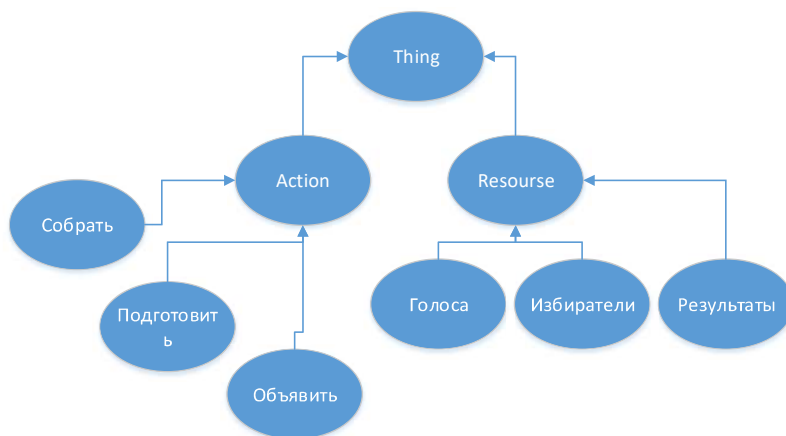 Thing
Action
Resourse
Собрать
Подготовит
ь
Голоса
Избиратели
Результаты
Объявить